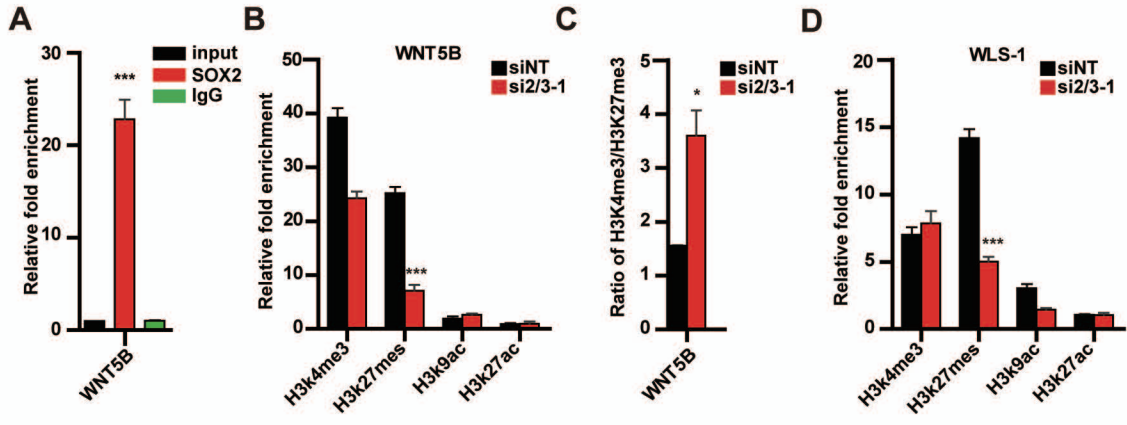 A
Relative fold enrichment
30
20
10
0
***
input
SOX2
IgG
WNT5B
B
WNT5B
Relative fold enrichment
50
40
30
20
10
0
***
siNT
si2/3-1
H3k4me3
H3k27mes
H3k9ac
H3k27ac
C
Ratio of H3K4me3/H3K27me3
5
4
3
2
1
0
*
siNT
si2/3-1
WNT5B
D
WLS-1
Relative fold enrichment
20
15
10
5
0
***
siNT
si2/3-1
H3k4me3
H3k27mes
H3k9ac
H3k27ac